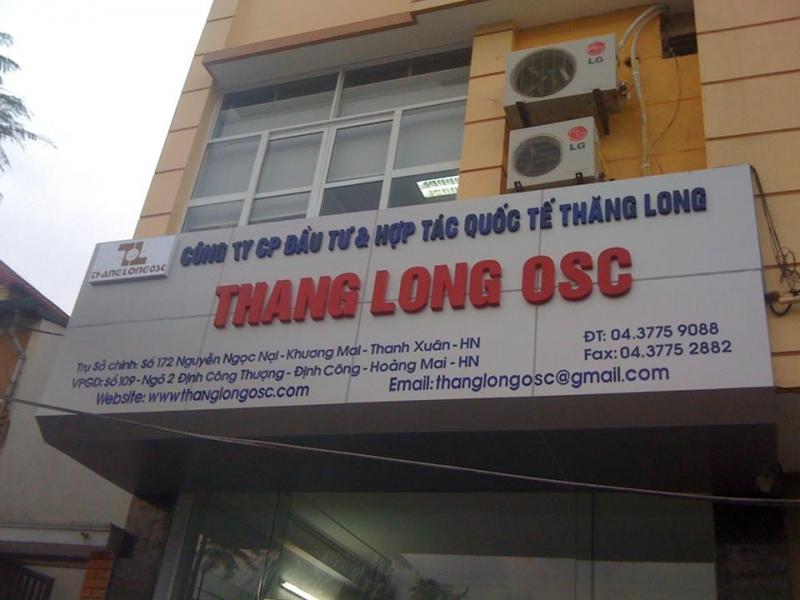 LG
LG
TL
THANGLONGOSC
CÔNG TY CP ĐẦU TƯ & HỢP TÁC QUỐC TẾ THĂNG LONG
THANG LONG OSC
Trụ Sở chính: Số 172 Nguyễn Ngọc Nại - Khương Mai - Thanh Xuân - HN
VPGD: Số 109 - Ngõ 2 Định Công Thượng - Định Công - Hoàng Mai - HN
Website: www.thanglongosc.com
Email: thanglongosc@gmail.com
ĐT: 04.3775 9088
Fax: 04.3775 2882